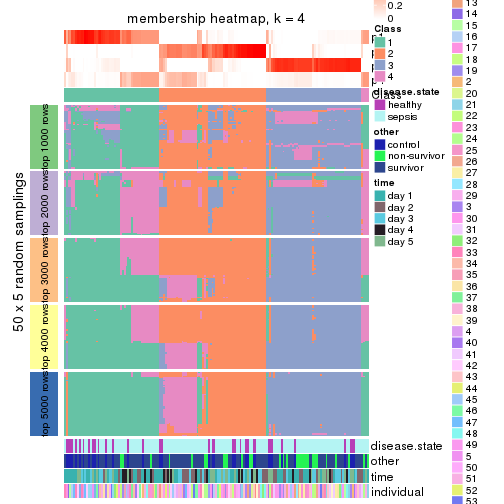 membership heatmap, k = 4
0.2
0
Class
1
2
3
4
disease.state
healthy
sepsis
other
control
non-survivor
survivor
time
day 1
day 2
day 3
day 4
day 5
50 x 5 random samplings
top 1000 rows
top 2000 rows
top 3000 rows
top 4000 rows
top 5000 rows
disease.state
other
time
individual
13
14
15
16
17
18
19
2
20
21
22
23
24
25
26
27
28
29
3
30
31
32
33
34
35
36
37
38
39
4
40
41
42
43
44
45
46
47
48
49
5
50
51
52
53